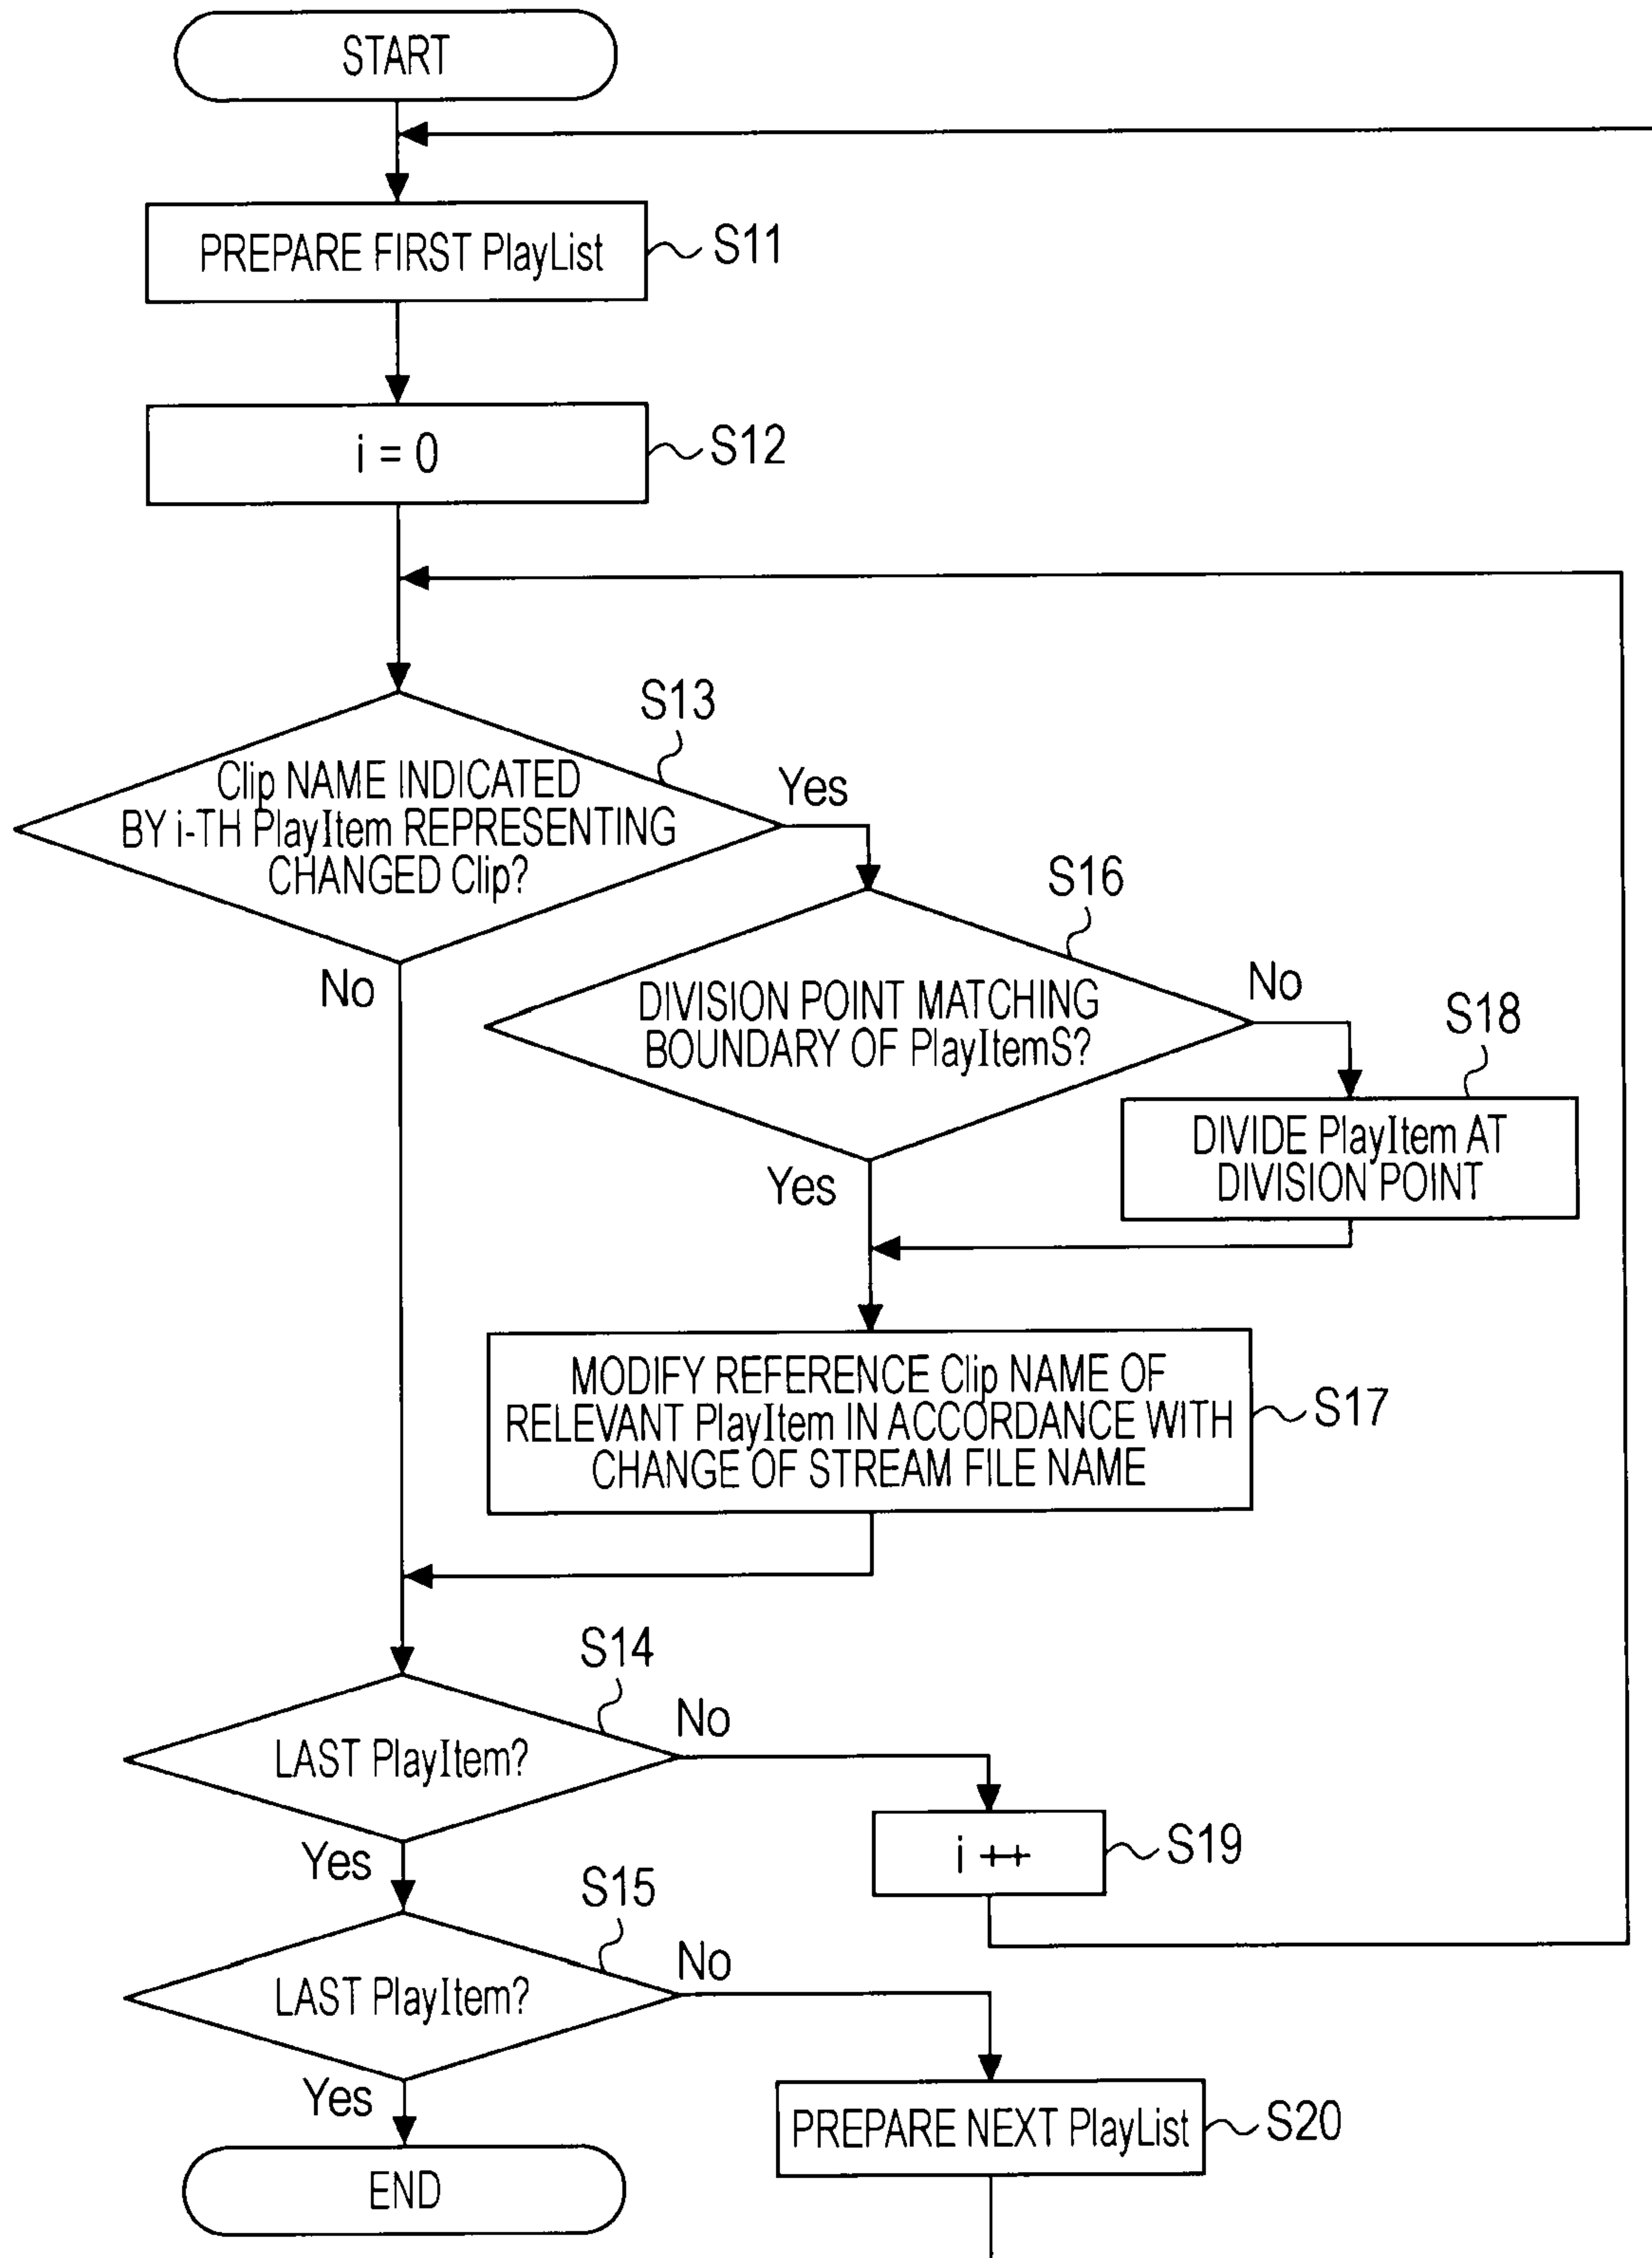 START
PREPARE FIRST PlayList
S11
i = 0
S12
S13
Clip NAME INDICATED
BY i-TH PlayItem REPRESENTING
CHANGED Clip?
Yes
No
S16
DIVISION POINT MATCHING
BOUNDARY OF PlayItemS?
No
Yes
S18
DIVIDE PlayItem AT
DIVISION POINT
MODIFY REFERENCE Clip NAME OF
RELEVANT PlayItem IN ACCORDANCE WITH
CHANGE OF STREAM FILE NAME
S17
S14
LAST PlayItem?
No
Yes
i ++
S19
S15
LAST PlayItem?
No
Yes
PREPARE NEXT PlayList
S20
END